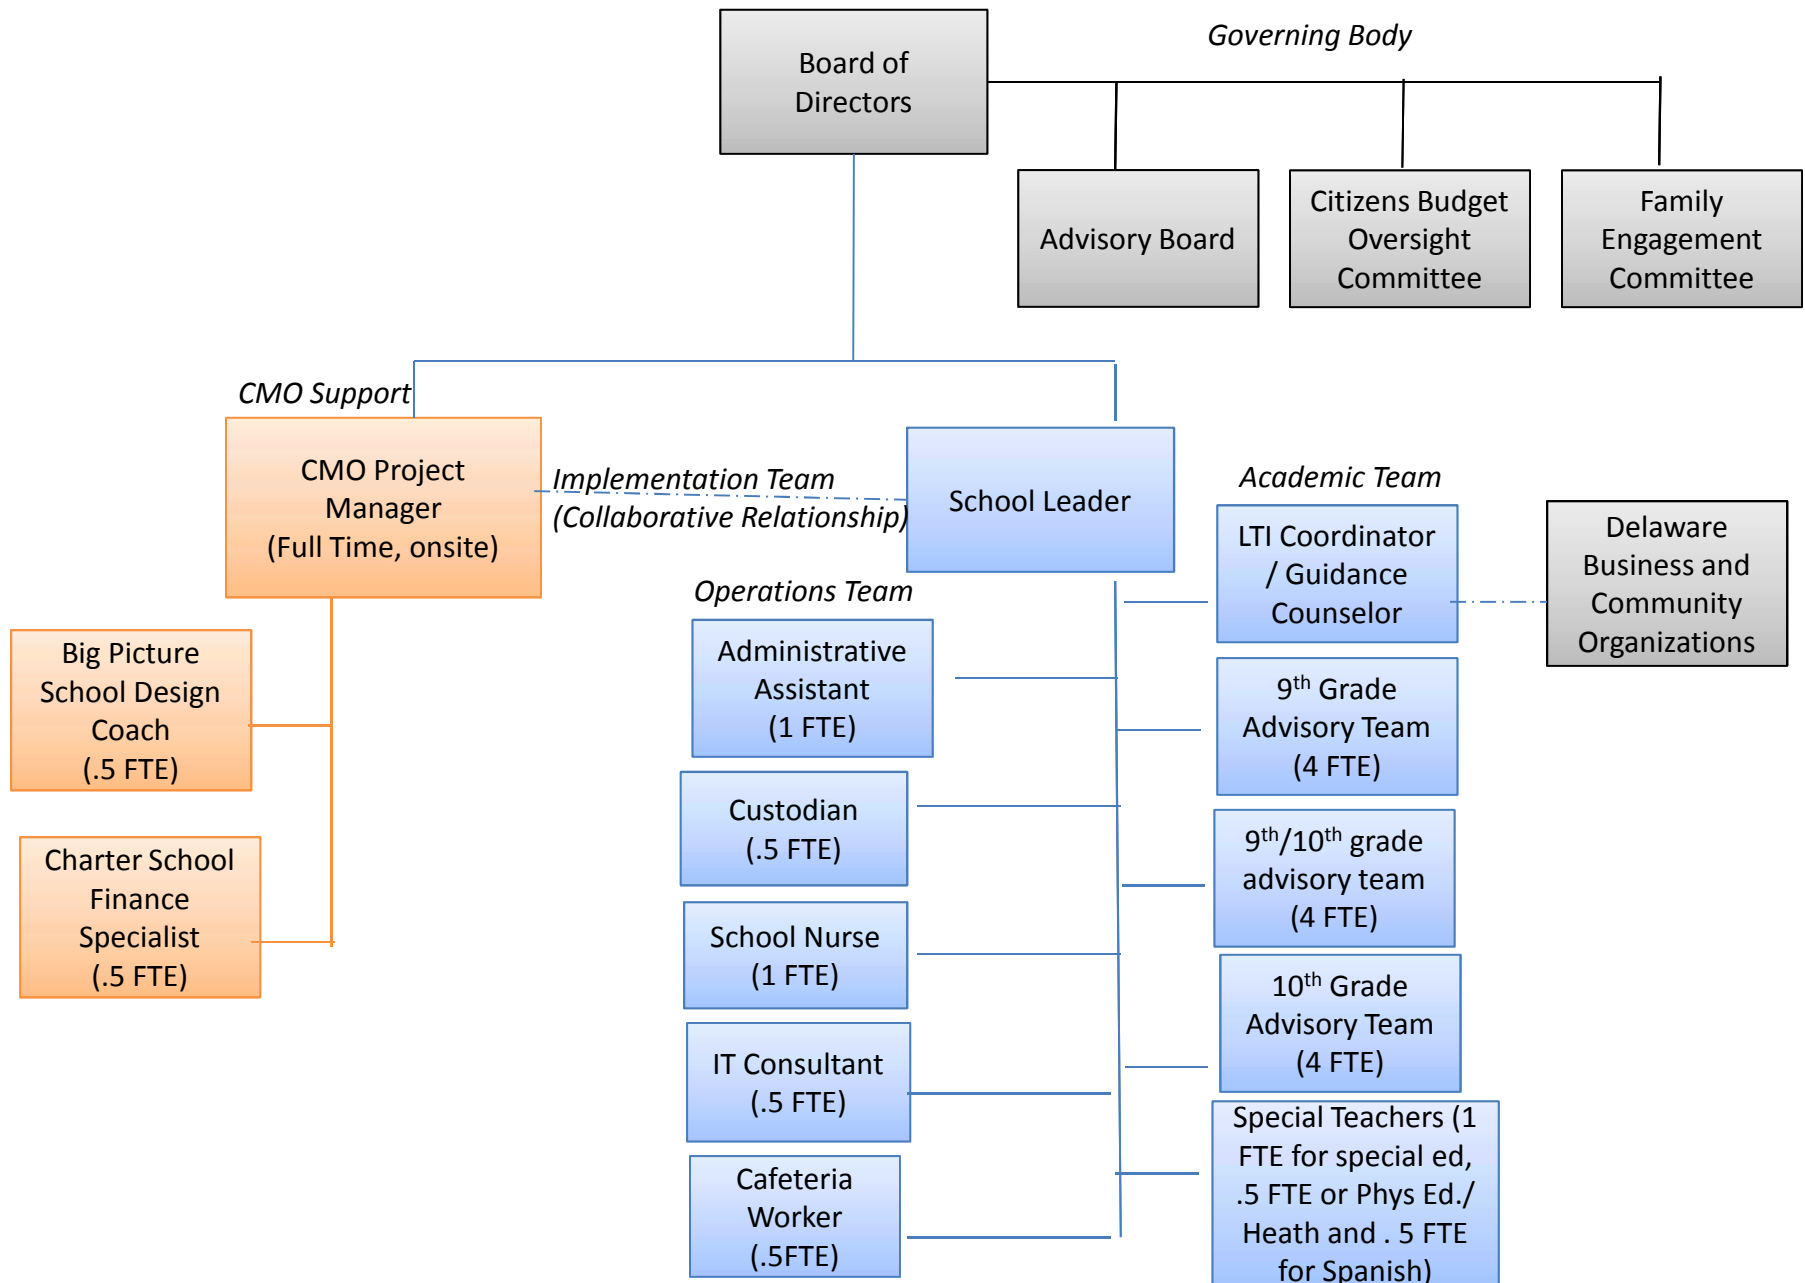 Governing Body
Board of
Directors
Advisory Board
Citizens Budget
Oversight
Committee
Family
Engagement
Committee
CMO Support
CMO Project
Manager
(Full Time, onsite)
Implementation Team
(Collaborative Relationship)
School Leader
Academic Team
LTI Coordinator
/ Guidance
Counselor
Delaware
Business and
Community
Organizations
Big Picture
School Design
Coach
(.5 FTE)
Charter School
Finance
Specialist
(.5 FTE)
Operations Team
Administrative
Assistant
(1 FTE)
Custodian
(.5 FTE)
School Nurse
(1 FTE)
IT Consultant
(.5 FTE)
Cafeteria
Worker
(.5FTE)
9th Grade
Advisory Team
(4 FTE)
9th/10th grade
advisory team
(4 FTE)
10th Grade
Advisory Team
(4 FTE)
Special Teachers (1
FTE for special ed,
.5 FTE or Phys Ed./
Heath and . 5 FTE
for Spanish)